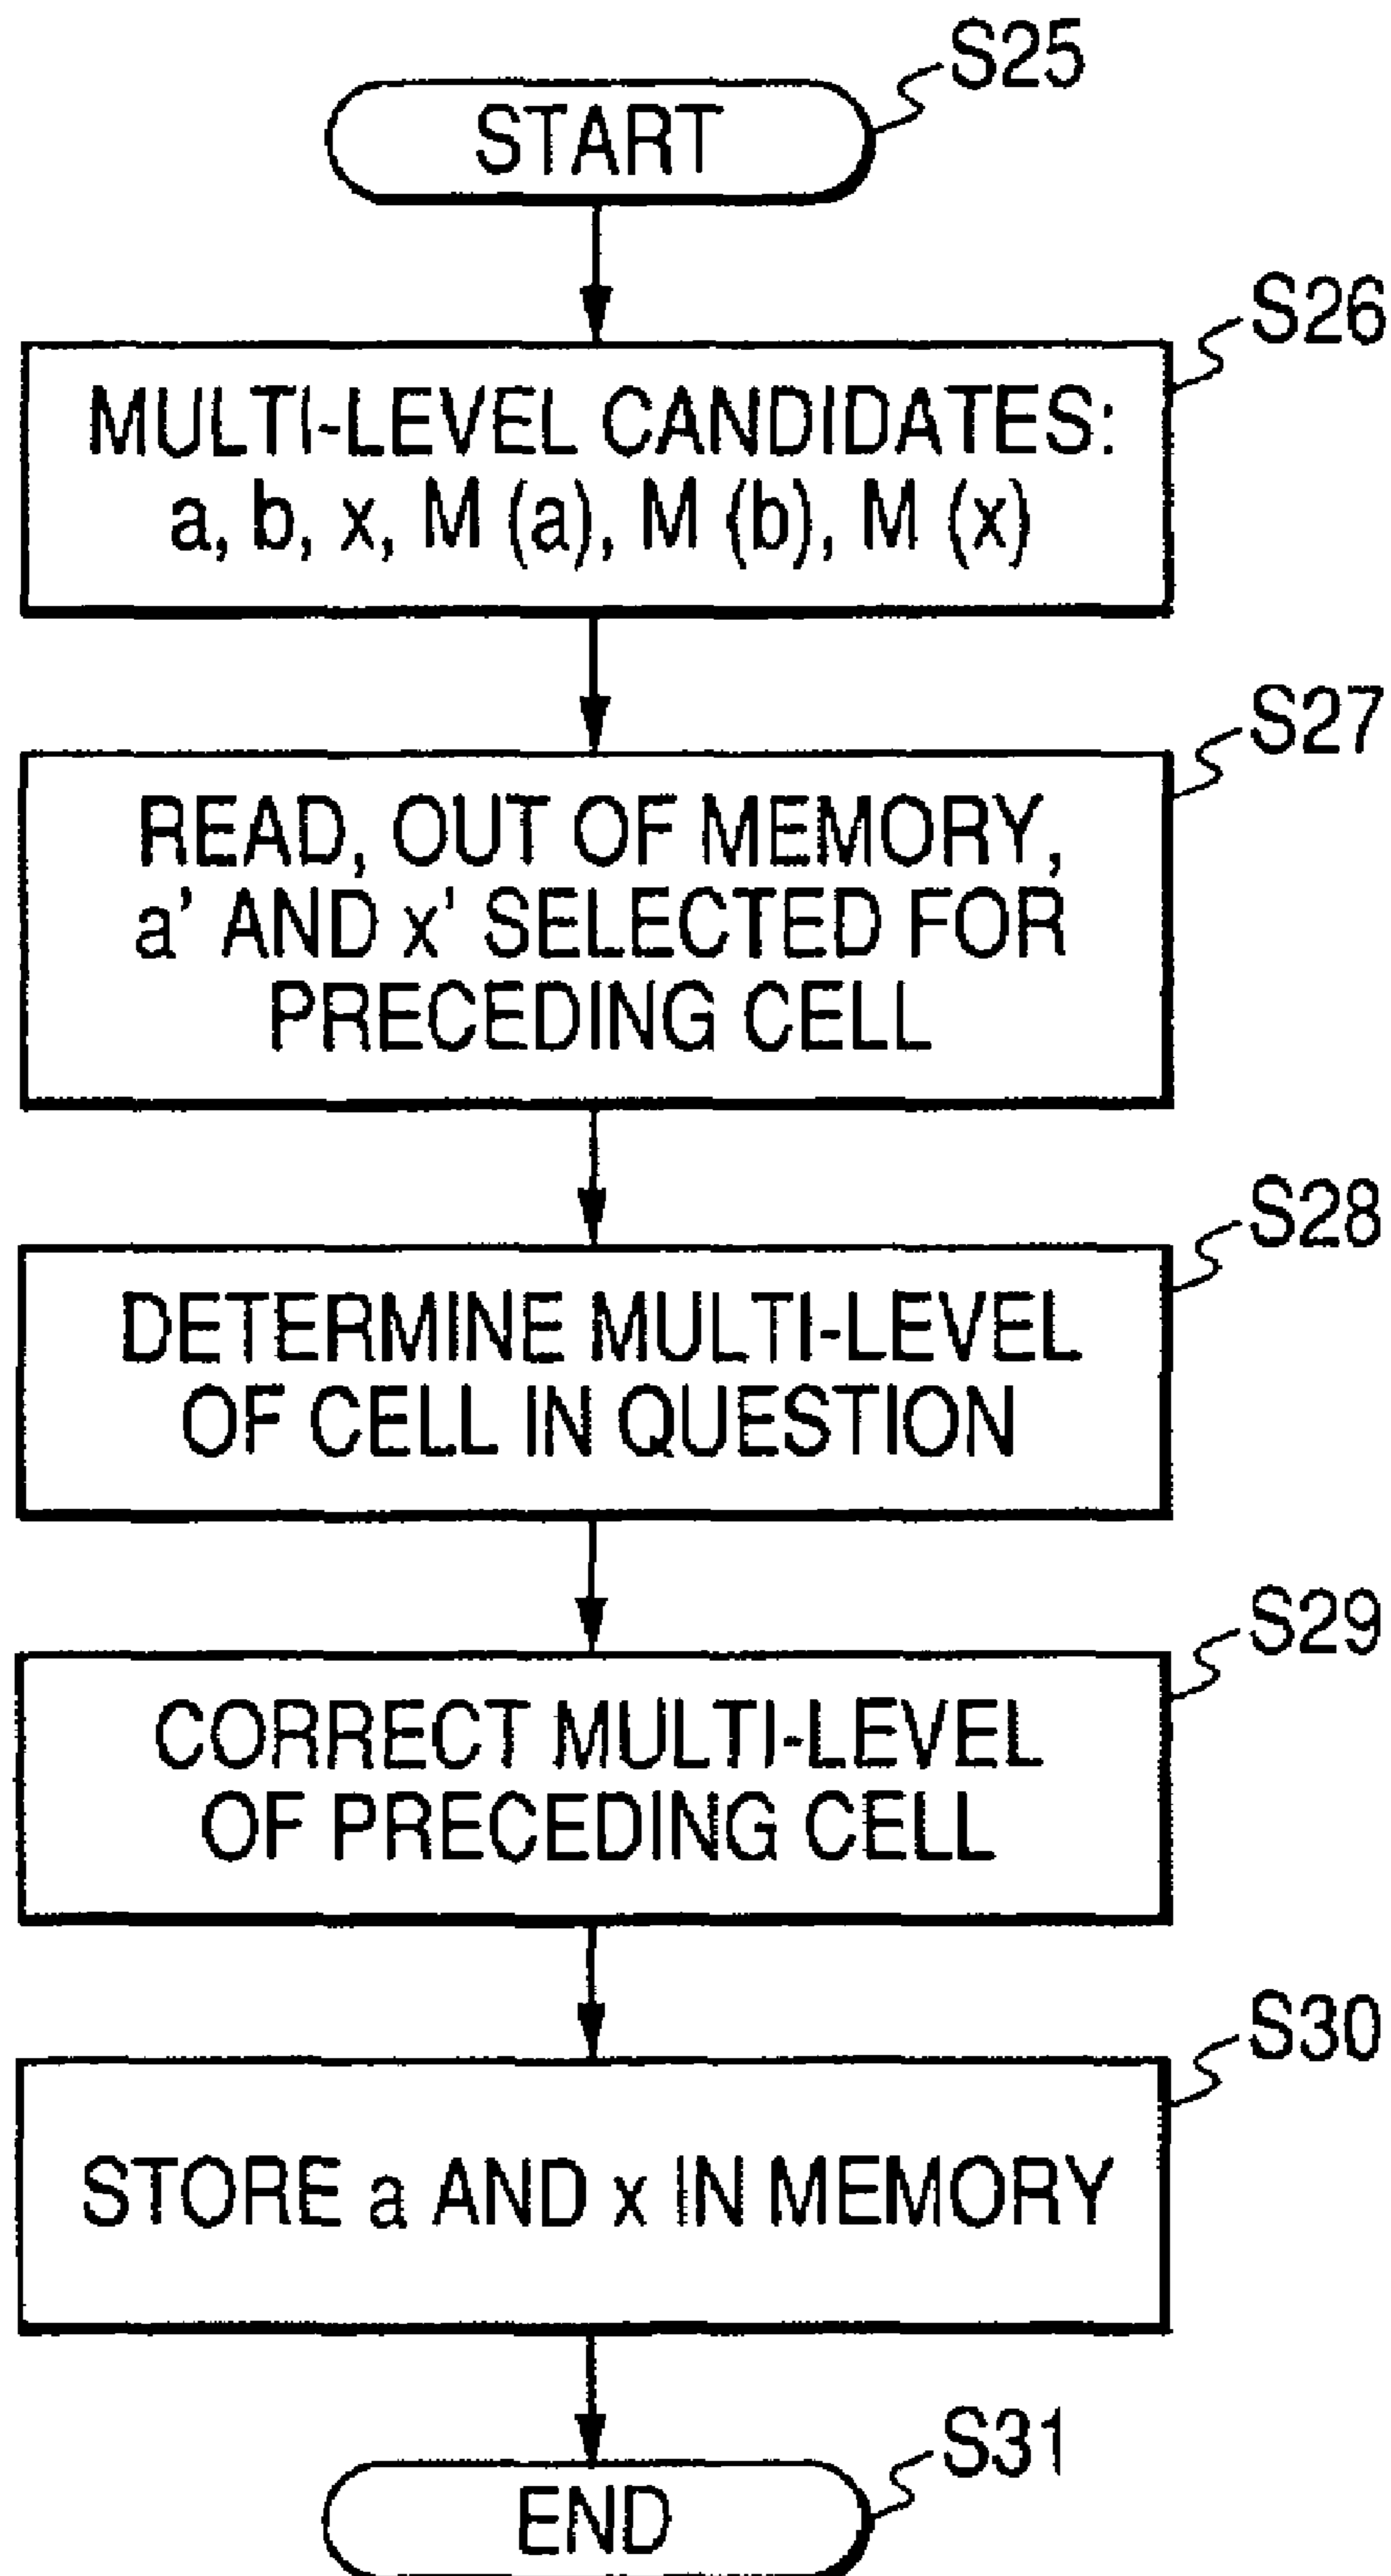 S25
START
S26
MULTI-LEVEL CANDIDATES:
a, b, x, M (a), M (b), M (x)
S27
READ, OUT OF MEMORY,
a' AND x' SELECTED FOR
PRECEDING CELL
S28
DETERMINE MULTI-LEVEL
OF CELL IN QUESTION
S29
CORRECT MULTI-LEVEL
OF PRECEDING CELL
S30
STORE a AND x IN MEMORY
S31
END